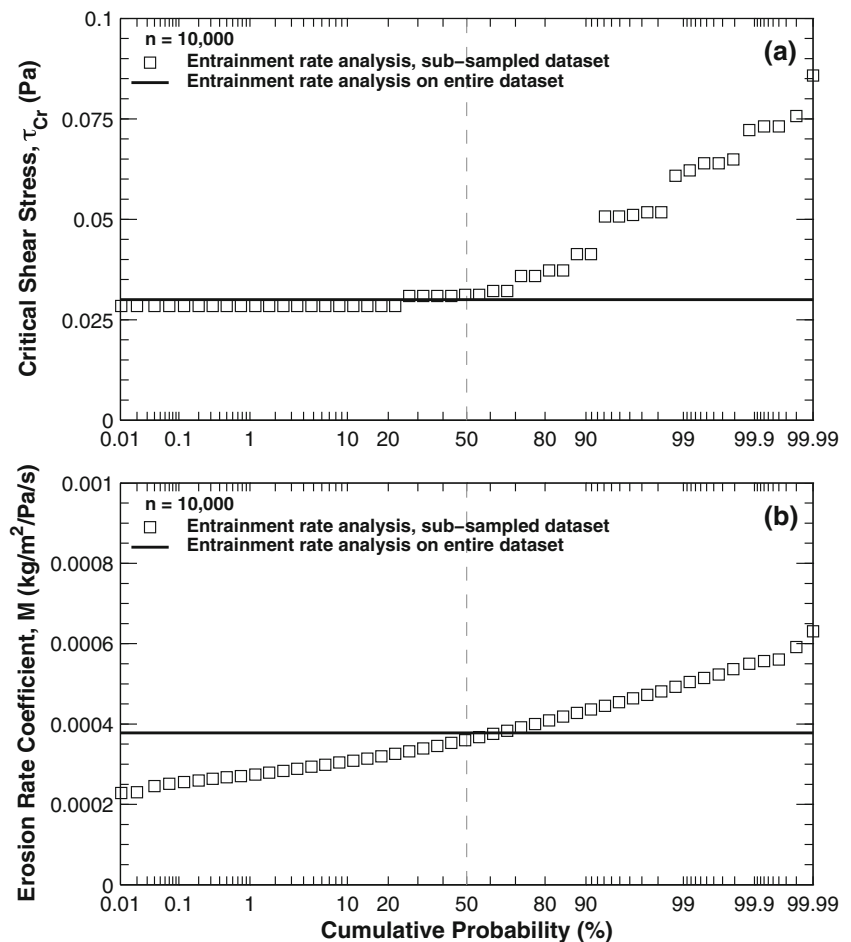 0.1
n = 10,000
(a)
Entrainment rate analysis, sub−sampled dataset
Entrainment rate analysis on entire dataset
0.075
0.05
0.025
0
Critical Shear Stress, τCr (Pa)
0.01 0.1 1 10 20 50 80 90 99 99.9 99.99
0.001
n = 10,000
(b)
Entrainment rate analysis, sub−sampled dataset
Entrainment rate analysis on entire dataset
0.0008
0.0006
0.0004
0.0002
0
Erosion Rate Coefficient, M (kg/m²/Pa/s)
0.01 0.1 1 10 20 50 80 90 99 99.9 99.99
Cumulative Probability (%)